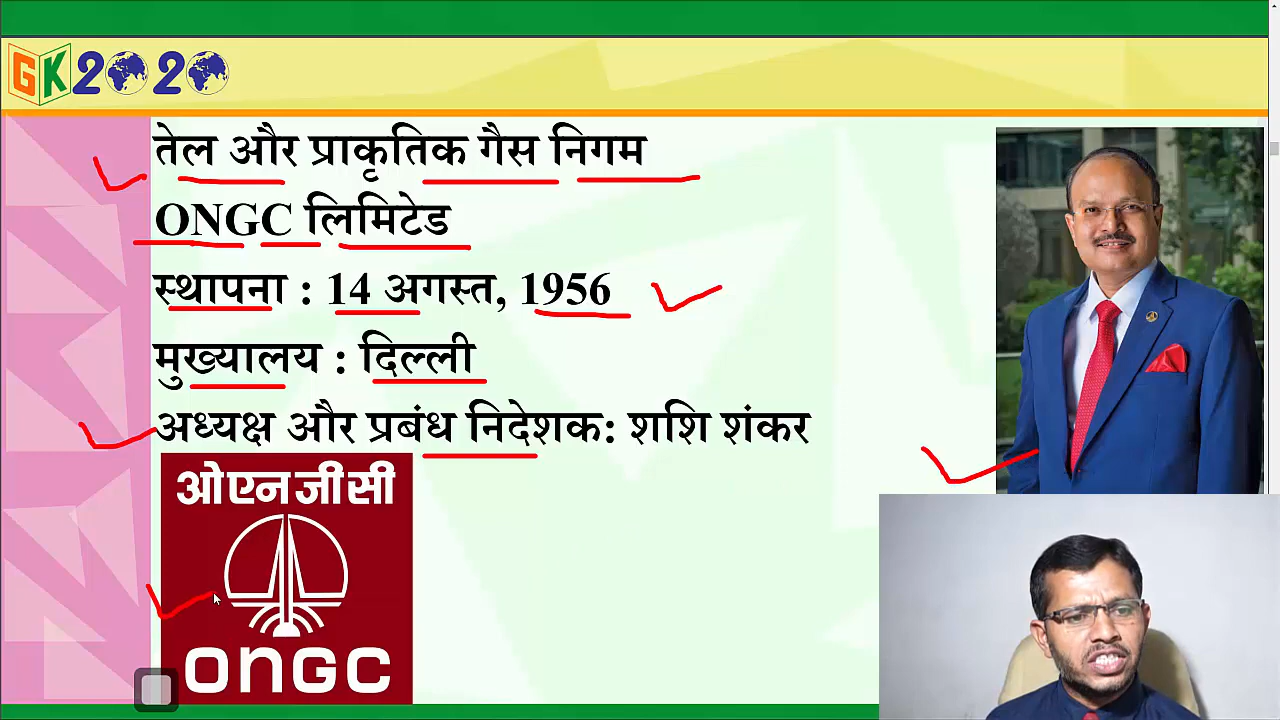 GK2020
तेल और प्राकृतिक गैस निगम
ONGC लिमिटेड
स्थापना : 14 अगस्त, 1956
मुख्यालय : दिल्ली
अध्यक्ष और प्रबंध निदेशक: शशि शंकर
ओएनजीसी
ONGC